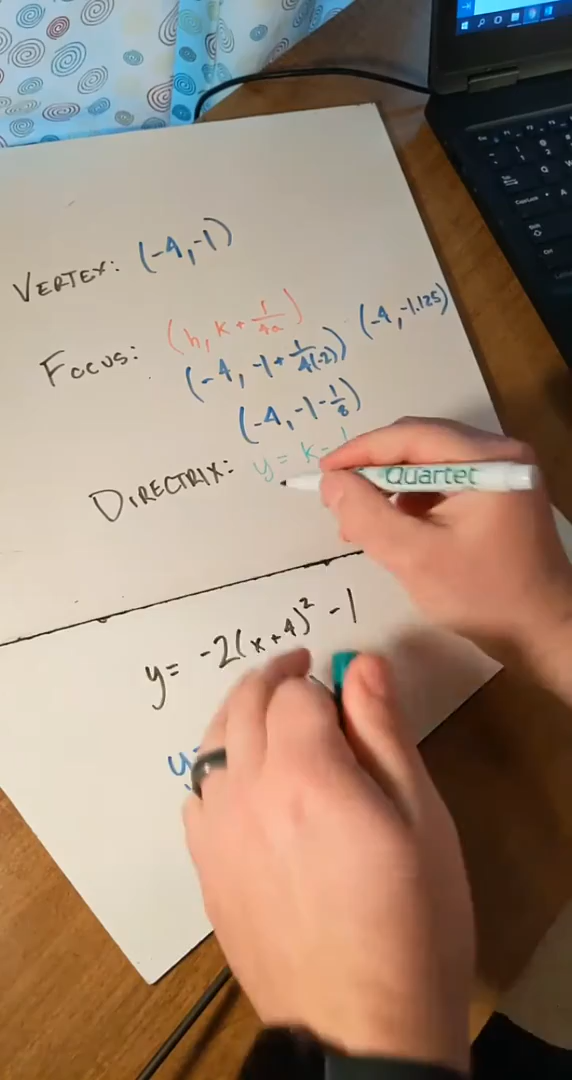 VERTEX: (-4,-1)
FOCUS: (h, k + 1/4a)
(-4, -1 + 1/4(-2)) (-4, -1.125)
(-4, -1 - 1/8)
DIRECTRIX: y = k - 1
Quartet
y = -2(x+4)² - 1
y=